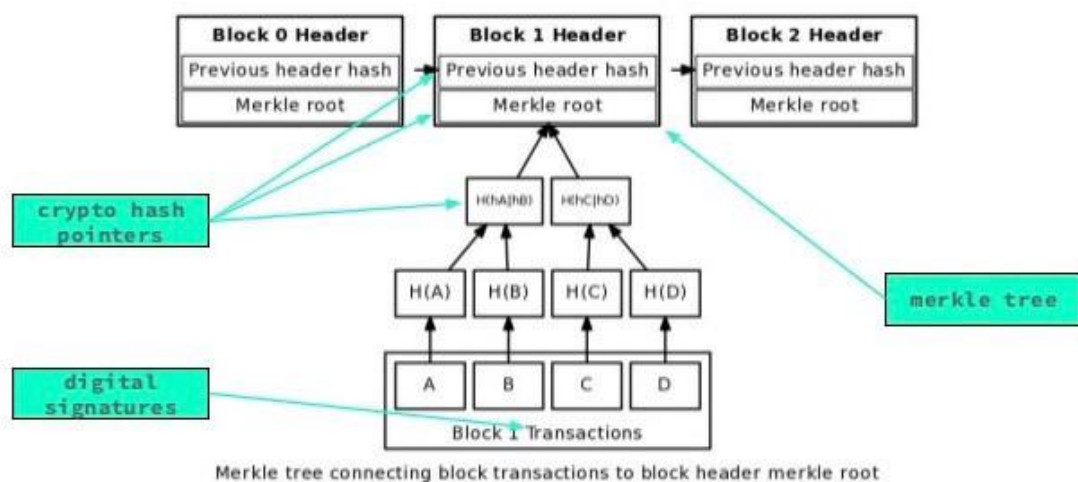 Block 0 Header
Block 1 Header
Block 2 Header
Previous header hash
Previous header hash
Previous header hash
Merkle root
Merkle root
Merkle root
crypto hash
pointers
H(hA|hB)
H(hC|hD)
H(A)
H(B)
H(C)
H(D)
merkle tree
digital
signatures
A
B
C
D
Block 1 Transactions
Merkle tree connecting block transactions to block header merkle root